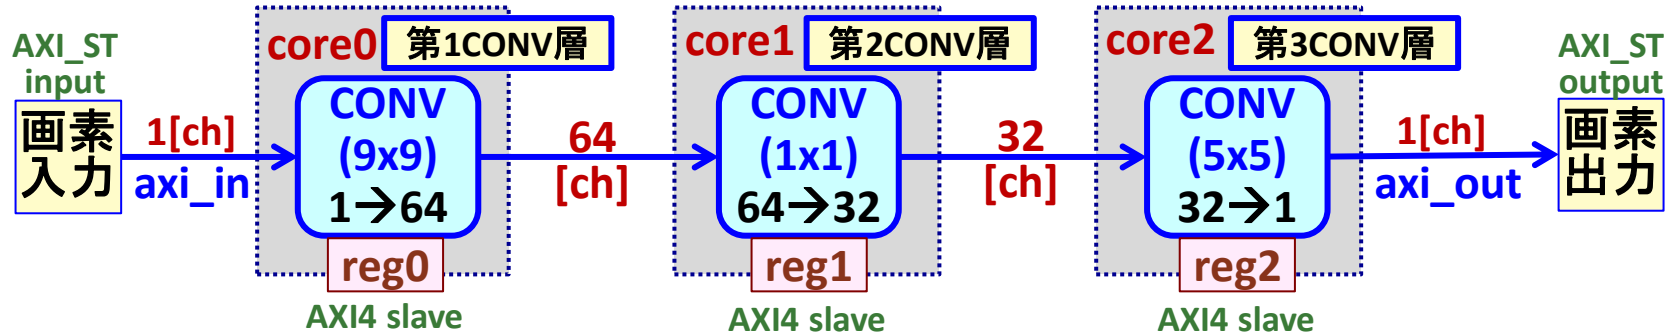 AXI_ST
input
画素
入力
1[ch]
axi_in
core0
第1CONV層
CONV
(9x9)
1→64
reg0
AXI4 slave
64
[ch]
core1
第2CONV層
CONV
(1x1)
64→32
reg1
AXI4 slave
32
[ch]
core2
第3CONV層
CONV
(5x5)
32→1
reg2
AXI4 slave
1[ch]
axi_out
AXI_ST
output
画素
出力